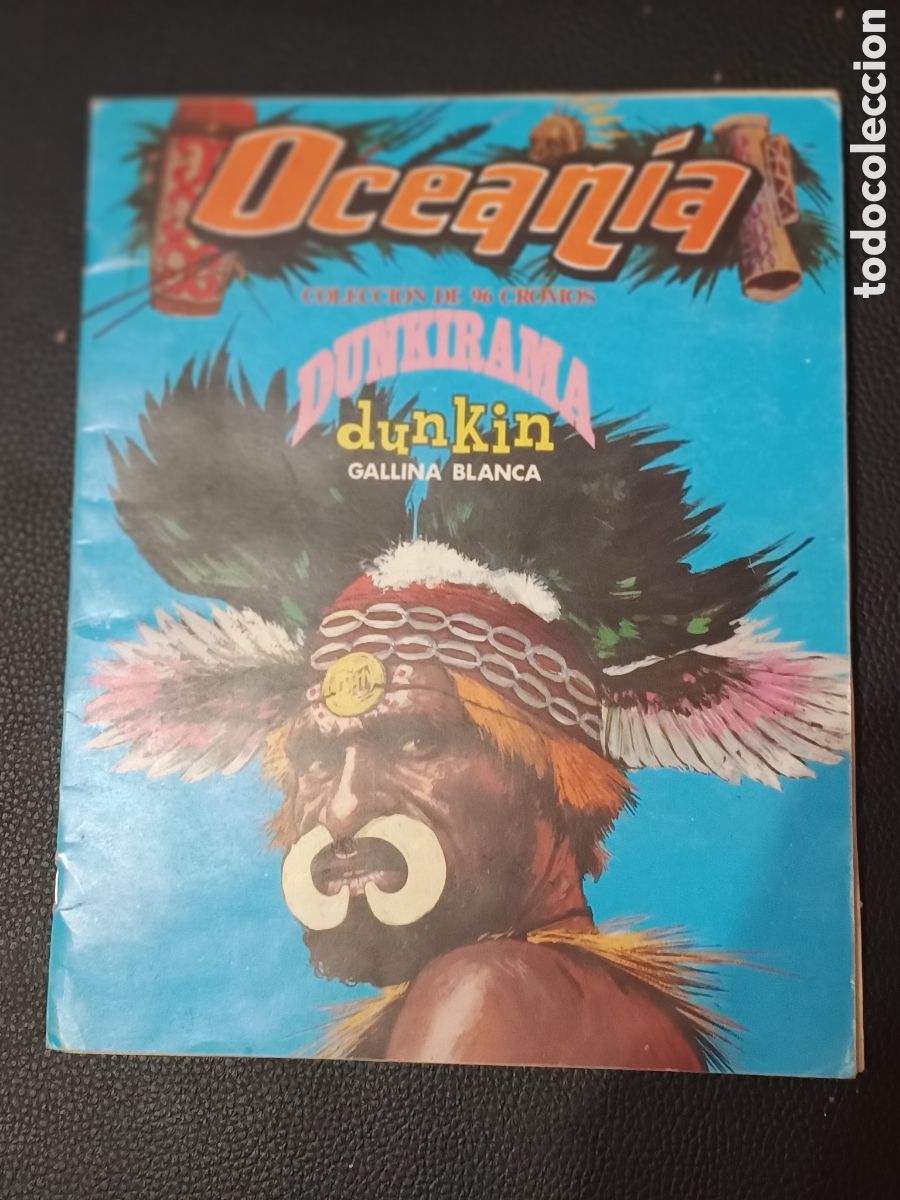 Oceanía
COLECCION DE 96 CROMOS
DUNKIRAMA
dunkin
GALLINA BLANCA
todocoleccion